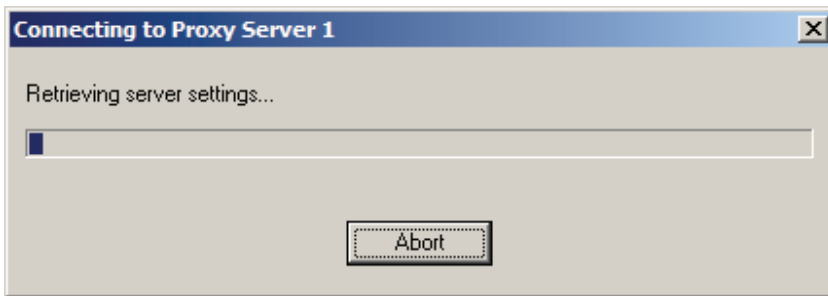 Connecting to Proxy Server 1
Retrieving server settings...
Abort